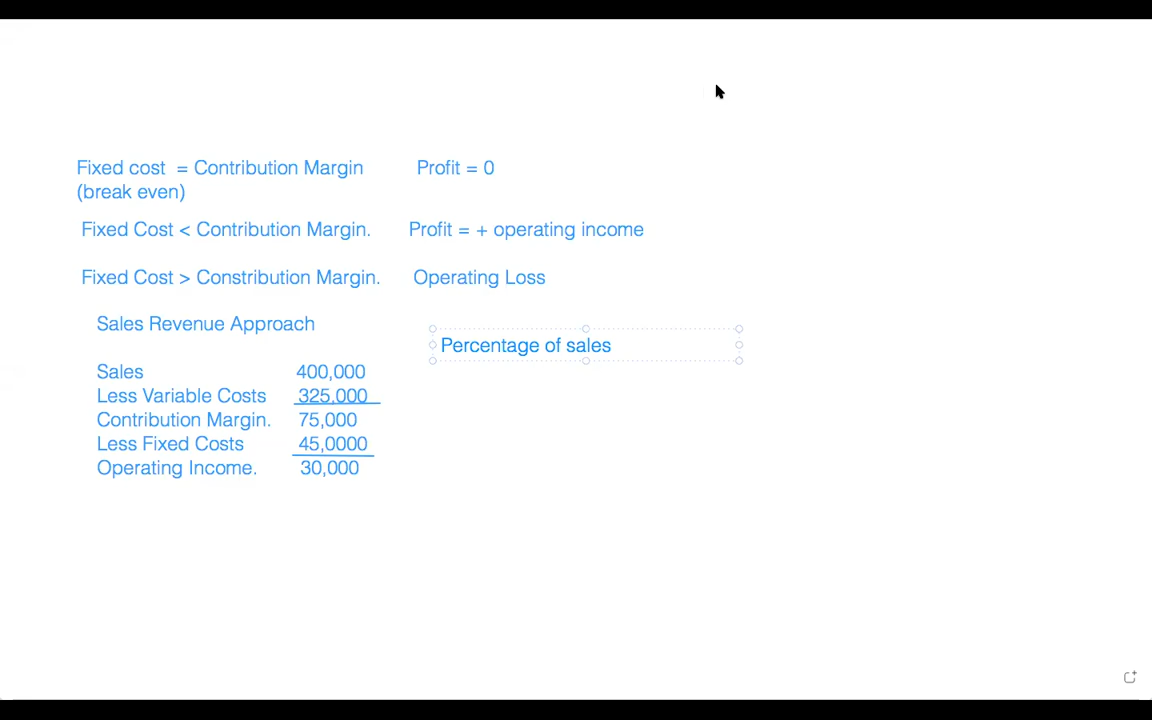 Fixed cost  = Contribution Margin Profit = 0
(break even)
Fixed Cost < Contribution Margin. Profit = + operating income
Fixed Cost > Constribution Margin. Operating Loss
Sales Revenue Approach
Percentage of sales
Sales 400,000
Less Variable Costs 325,000
Contribution Margin. 75,000
Less Fixed Costs 45,0000
Operating Income. 30,000